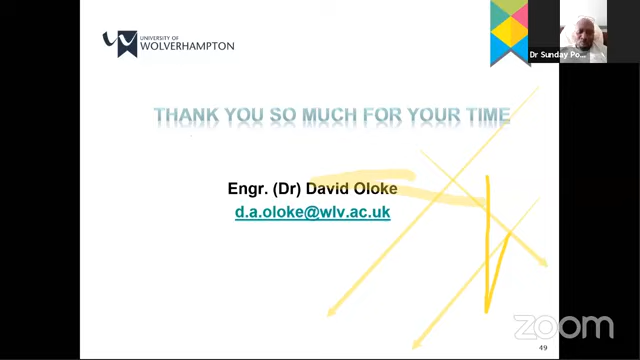 UNIVERSITY OF
WOLVERHAMPTON
Dr Sunday Po...
THANK YOU SO MUCH FOR YOUR TIME
Engr. (Dr) David Oloke
d.a.oloke@wlv.ac.uk
zoom
49